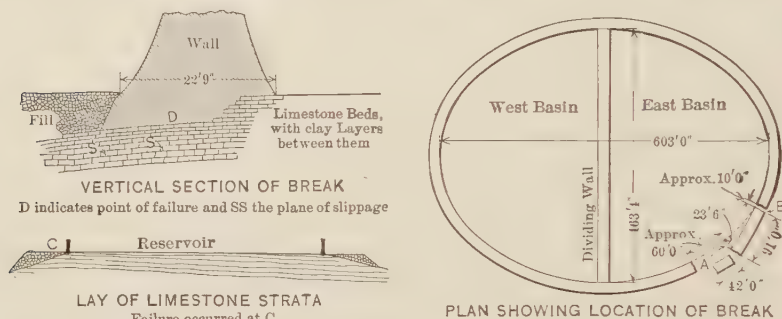 Wall
22'9"
Fill
D
S
S
Limestone Beds,
with clay Layers
between them
VERTICAL SECTION OF BREAK
D indicates point of failure and SS the plane of slippage
C
Reservoir
LAY OF LIMESTONE STRATA
Failure occurred at C
West Basin
East Basin
603'0"
Dividing Wall
463'4"
Approx. 10'0"
23'6"
Approx.
60'0"
A
B
42'0"
PLAN SHOWING LOCATION OF BREAK